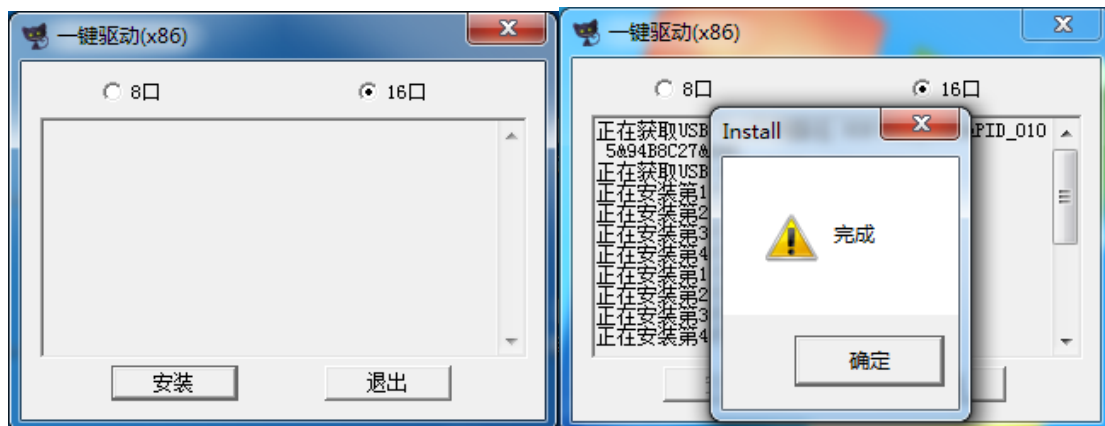 一键驱动(x86)
8口
16口
安装
退出
一键驱动(x86)
8口
16口
正在获取USB
PID_010
5&94B8C27&
正在获取USB
正在安装第1
正在安装第2
正在安装第3
正在安装第4
正在安装第1
正在安装第2
正在安装第3
正在安装第4
Install
完成
确定